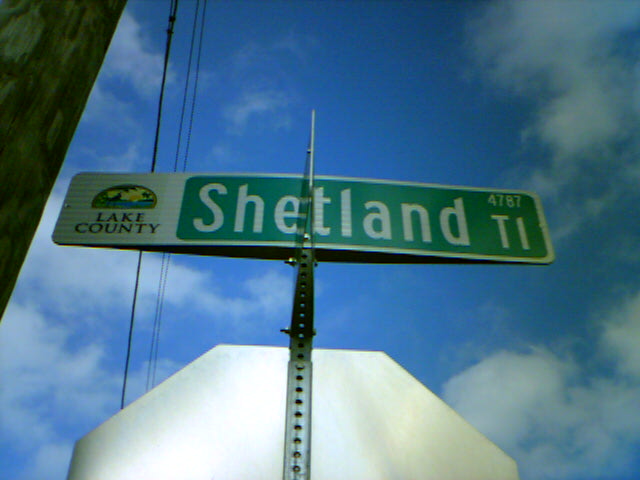 LAKE
COUNTY
Shetland
4787
Tl